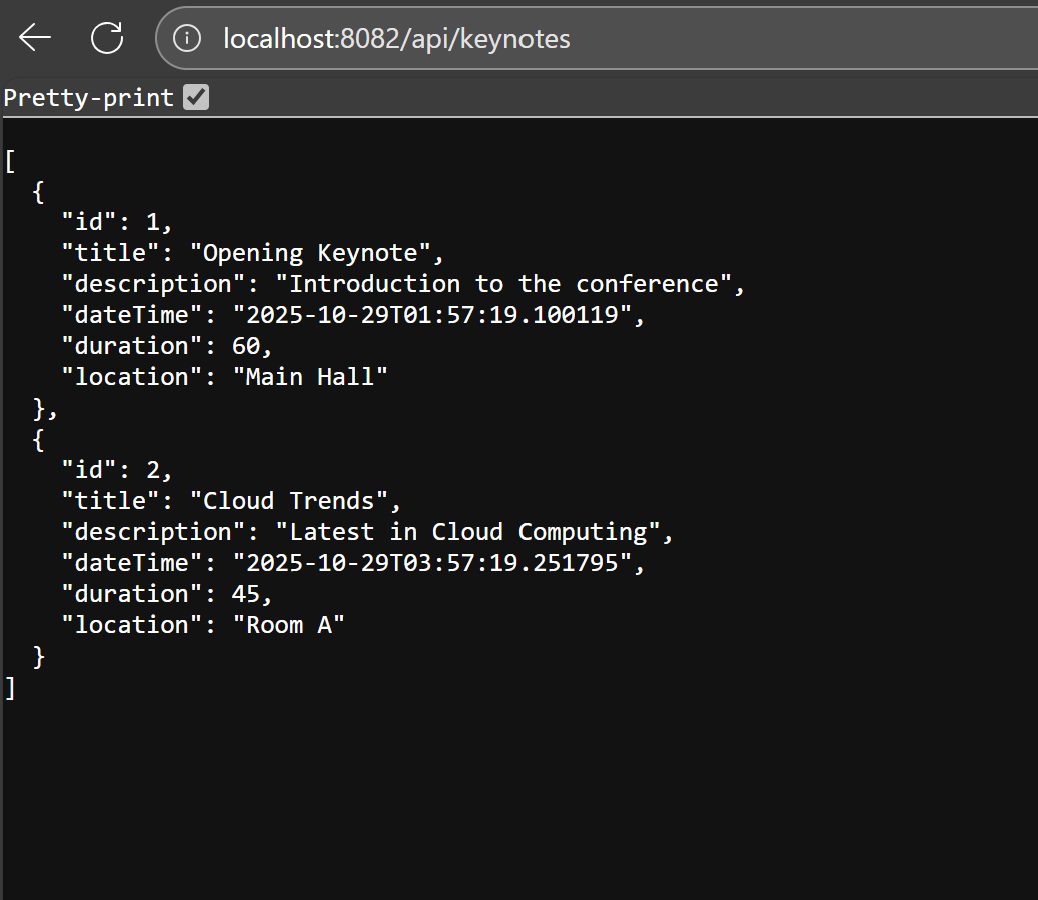 localhost:8082/api/keynotes
Pretty-print
[
  {
    "id": 1,
    "title": "Opening Keynote",
    "description": "Introduction to the conference",
    "dateTime": "2025-10-29T01:57:19.100119",
    "duration": 60,
    "location": "Main Hall"
  },
  {
    "id": 2,
    "title": "Cloud Trends",
    "description": "Latest in Cloud Computing",
    "dateTime": "2025-10-29T03:57:19.251795",
    "duration": 45,
    "location": "Room A"
  }
]